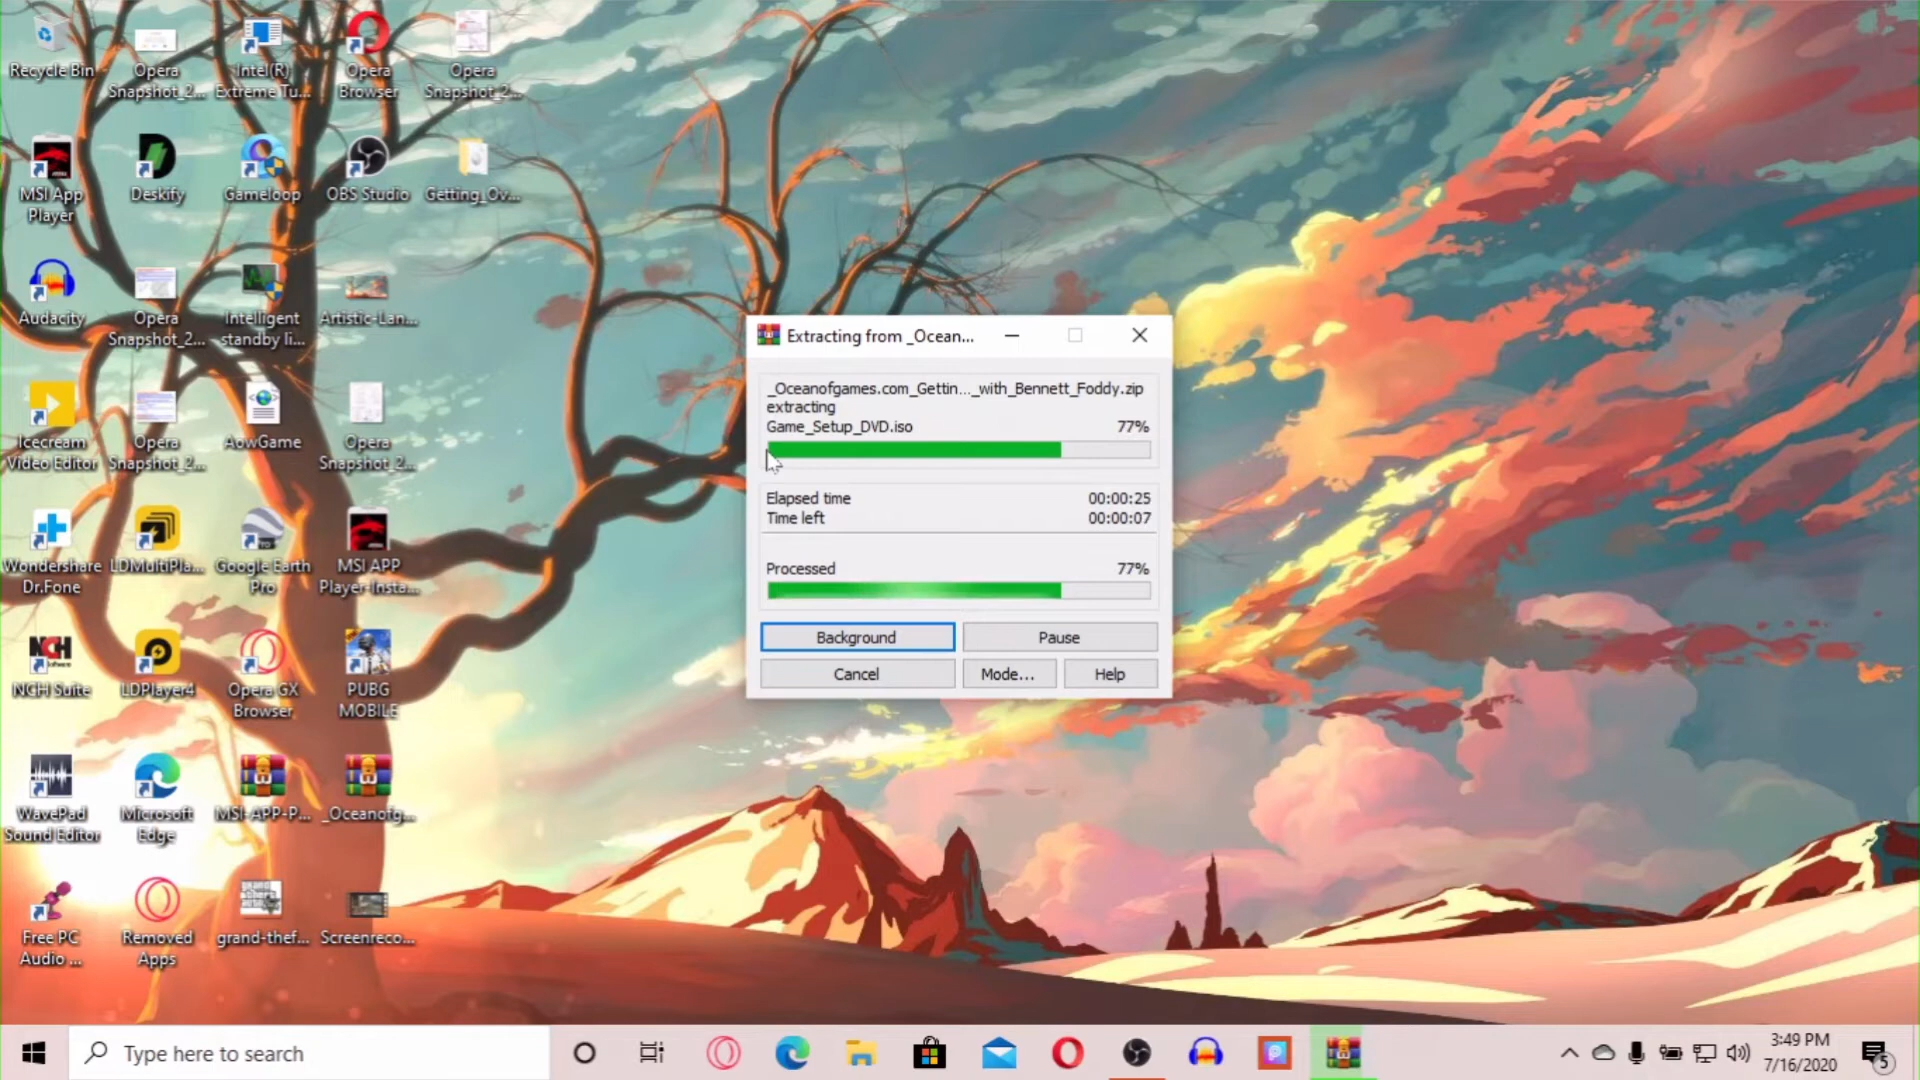 Recycle Bin
Opera
Snapshot_2...
Intel(R)
Extreme Tu...
Opera
Browser
Opera
Snapshot_2...
MSI App
Player
Deskify
Gameloop
OBS Studio
Getting_Ov...
Audacity
Opera
Snapshot_2...
Intelligent
standby li...
Artistic-Lan...
Icecream
Video Editor
Opera
Snapshot_2...
AowGame
Opera
Snapshot_2...
Wondershare
Dr.Fone
LDMultiPla...
Google Earth
Pro
MSI APP
Player-Insta...
NCH Suite
LDPlayer4
Opera GX
Browser
PUBG
MOBILE
WavePad
Sound Editor
Microsoft
Edge
MSI-APP-P...
_Oceanofg...
Free PC
Audio ...
Removed
Apps
grand-thef...
Screenreco...
Extracting from _Ocean...
_Oceanofgames.com_Gettin..._with_Bennett_Foddy.zip
extracting
Game_Setup_DVD.iso 77%
Elapsed time 00:00:25
Time left 00:00:07
Processed 77%
Background Pause
Cancel Mode... Help
Type here to search
3:49 PM
7/16/2020
5